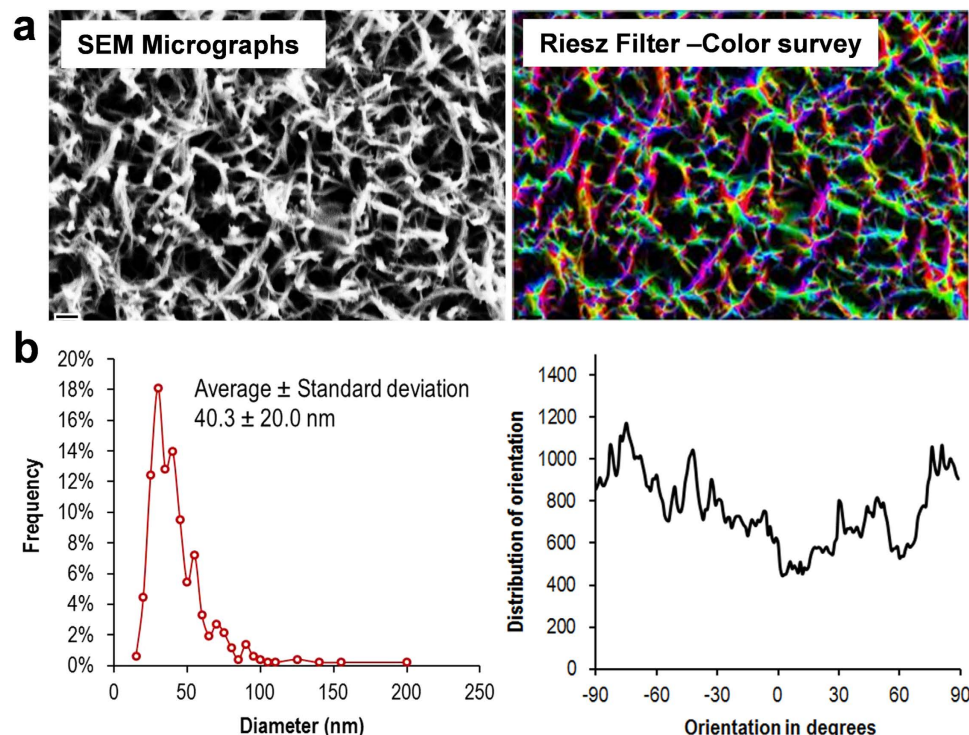 a
SEM Micrographs
Riesz Filter –Color survey
b
20%
18%
16%
14%
12%
10%
8%
6%
4%
2%
0%
Frequency
Average ± Standard deviation
40.3 ± 20.0 nm
0 50 100 150 200 250
Diameter (nm)
1400
1200
1000
800
600
400
200
0
Distribution of orientation
-90 -60 -30 0 30 60 90
Orientation in degrees